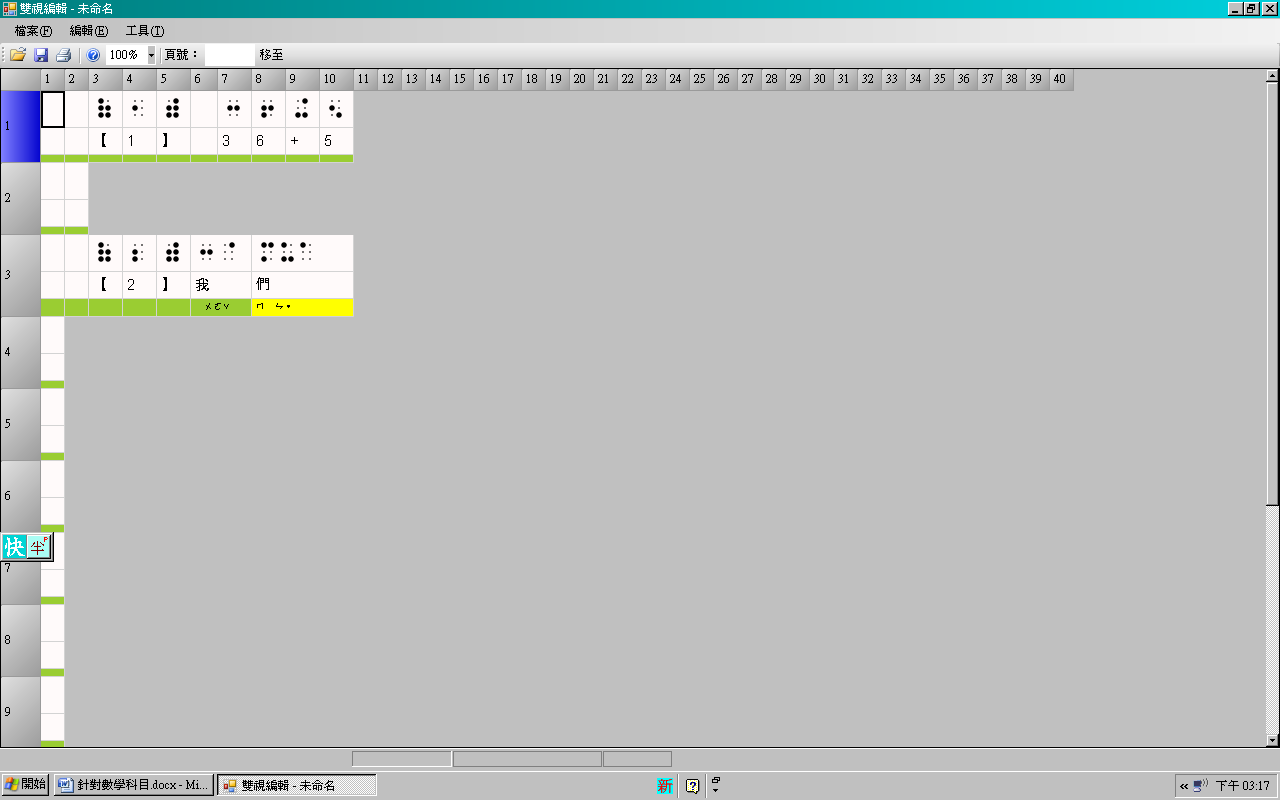 雙視編輯 - 未命名
檔案(F) 編輯(E) 工具(T)
100% 頁號： 移至
1 2 3 4 5 6 7 8 9 10 11 12 13 14 15 16 17 18 19 20 21 22 23 24 25 26 27 28 29 30 31 32 33 34 35 36 37 38 39 40
1
⠷ ⠂ ⠾ ⠒ ⠖ ⠬ ⠢
【 1 】 3 6 + 5
2
3
⠷ ⠆ ⠾ ⠒⠈ ⠍⠥⠁
【 2 】 我 們
ㄨㄛˇ ㄇ ㄣ˙
4
5
6
快 半 P
7
8
9
開始 針對數學科目.docx - Mi... 雙視編輯 - 未命名 新 ? « 下午 03:17